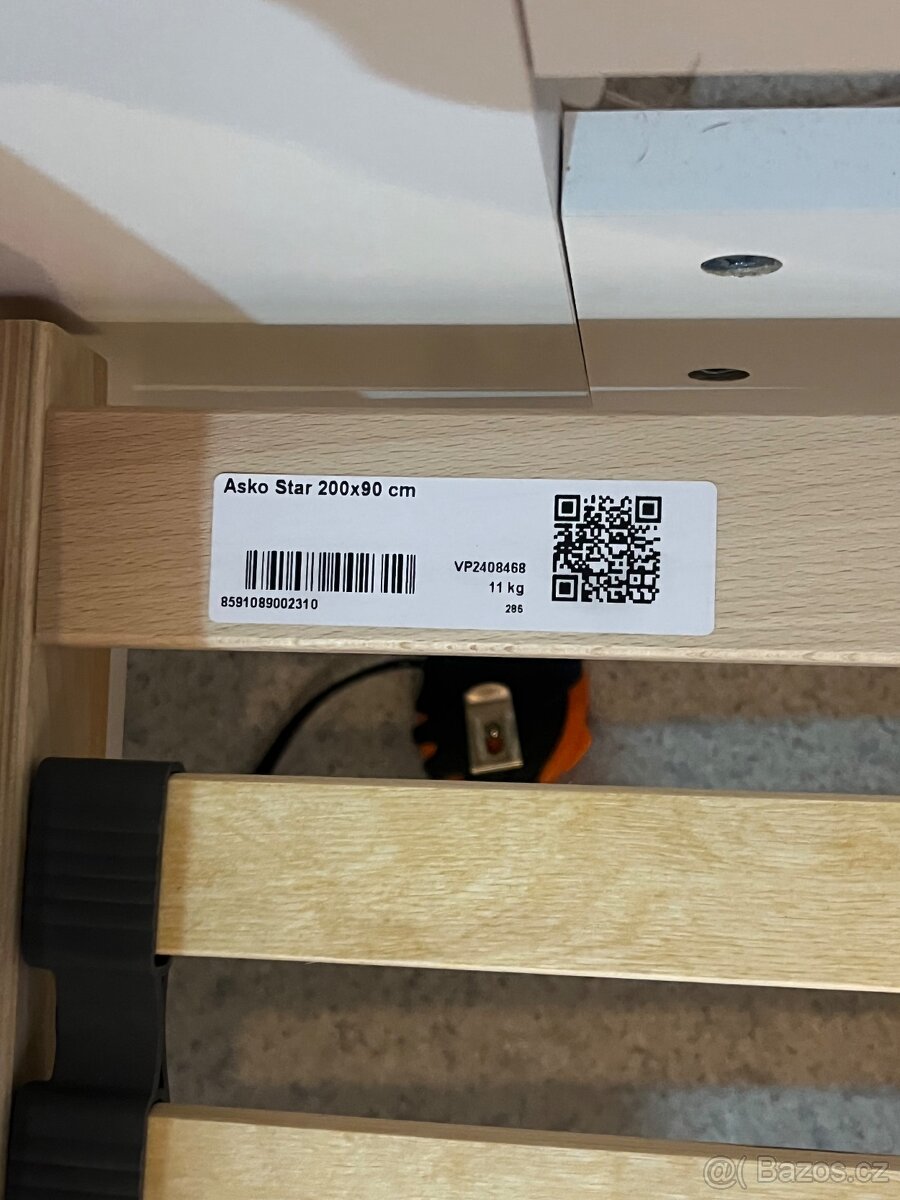 Asko Star 200x90 cm
VP2408468
11 kg
8591089002310
286
@( Bazos.cz